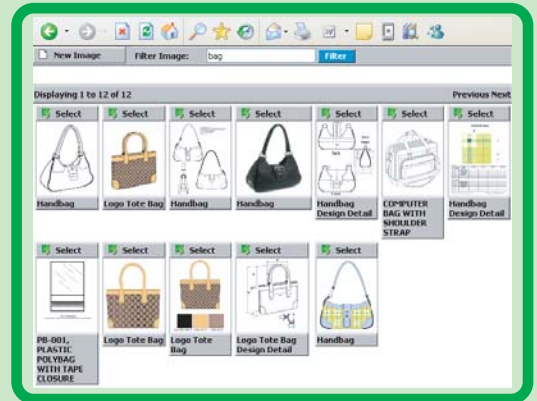 New Image Filter Image: bag Filter
Displaying 1 to 12 of 12 Previous Next
Select Select Select Select Select Select Select
Handbag Logo Tote Bag Handbag Handbag Handbag Design Detail COMPUTER BAG WITH SHOULDER STRAP Handbag Design Detail
Select Select Select Select Select
PB-001, PLASTIC POLYBAG WITH TAPE CLOSURE Logo Tote Bag Logo Tote Bag Logo Tote Bag Design Detail Handbag